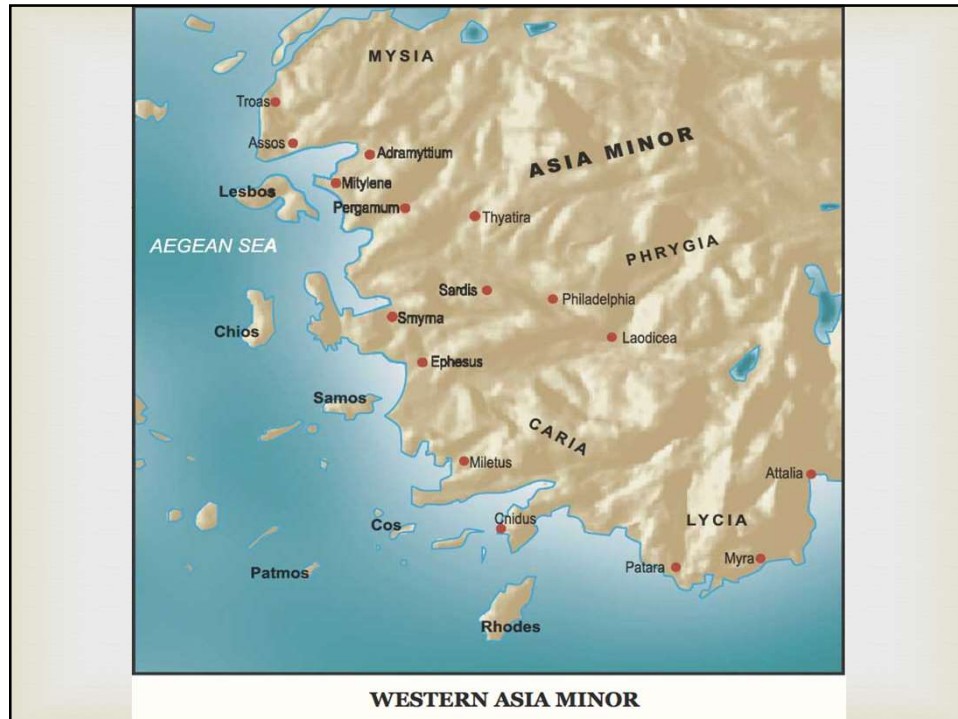 MYSIA
Troas
ASIA MINOR
Assos
Adramyttium
Mitylene
Lesbos
Pergamum
Thyatira
AEGEAN SEA
PHRYGIA
Sardis
Philadelphia
Smyrna
Chios
Laodicea
Ephesus
Samos
CARIA
Miletus
Attalia
Cos
Cnidus
LYCIA
Myra
Patara
Patmos
Rhodes
WESTERN ASIA MINOR